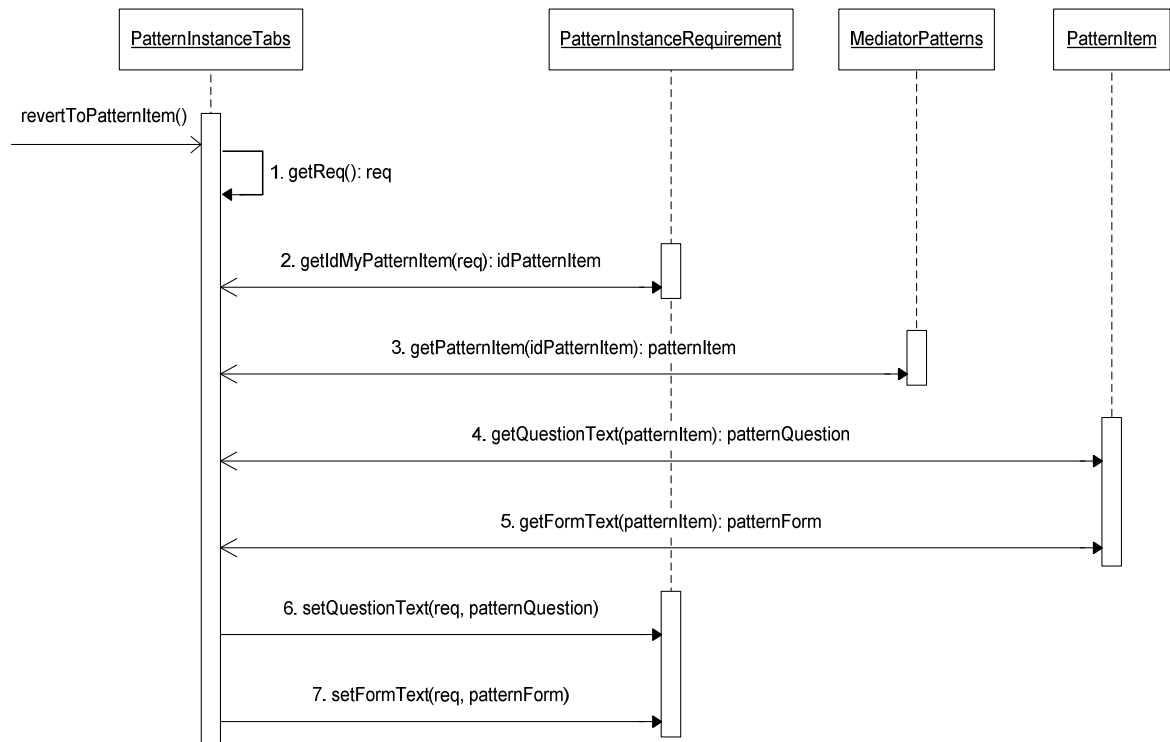 PatternInstanceTabs
PatternInstanceRequirement
MediatorPatterns
PatternItem
revertToPatternItem()
1. getReq(): req
2. getIdMyPatternItem(req): idPatternItem
3. getPatternItem(idPatternItem): patternItem
4. getQuestionText(patternItem): patternQuestion
5. getFormText(patternItem): patternForm
6. setQuestionText(req, patternQuestion)
7. setFormText(req, patternForm)